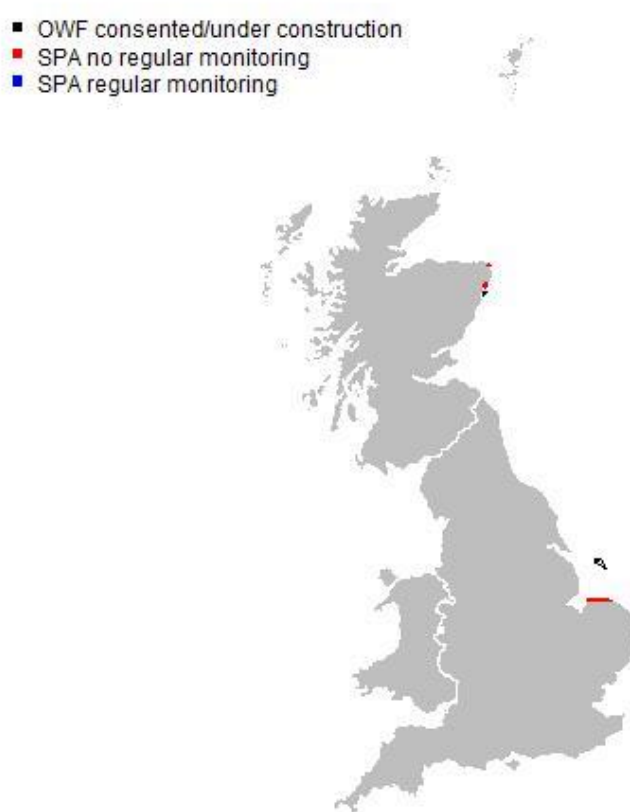 OWF consented/under construction
SPA no regular monitoring
SPA regular monitoring